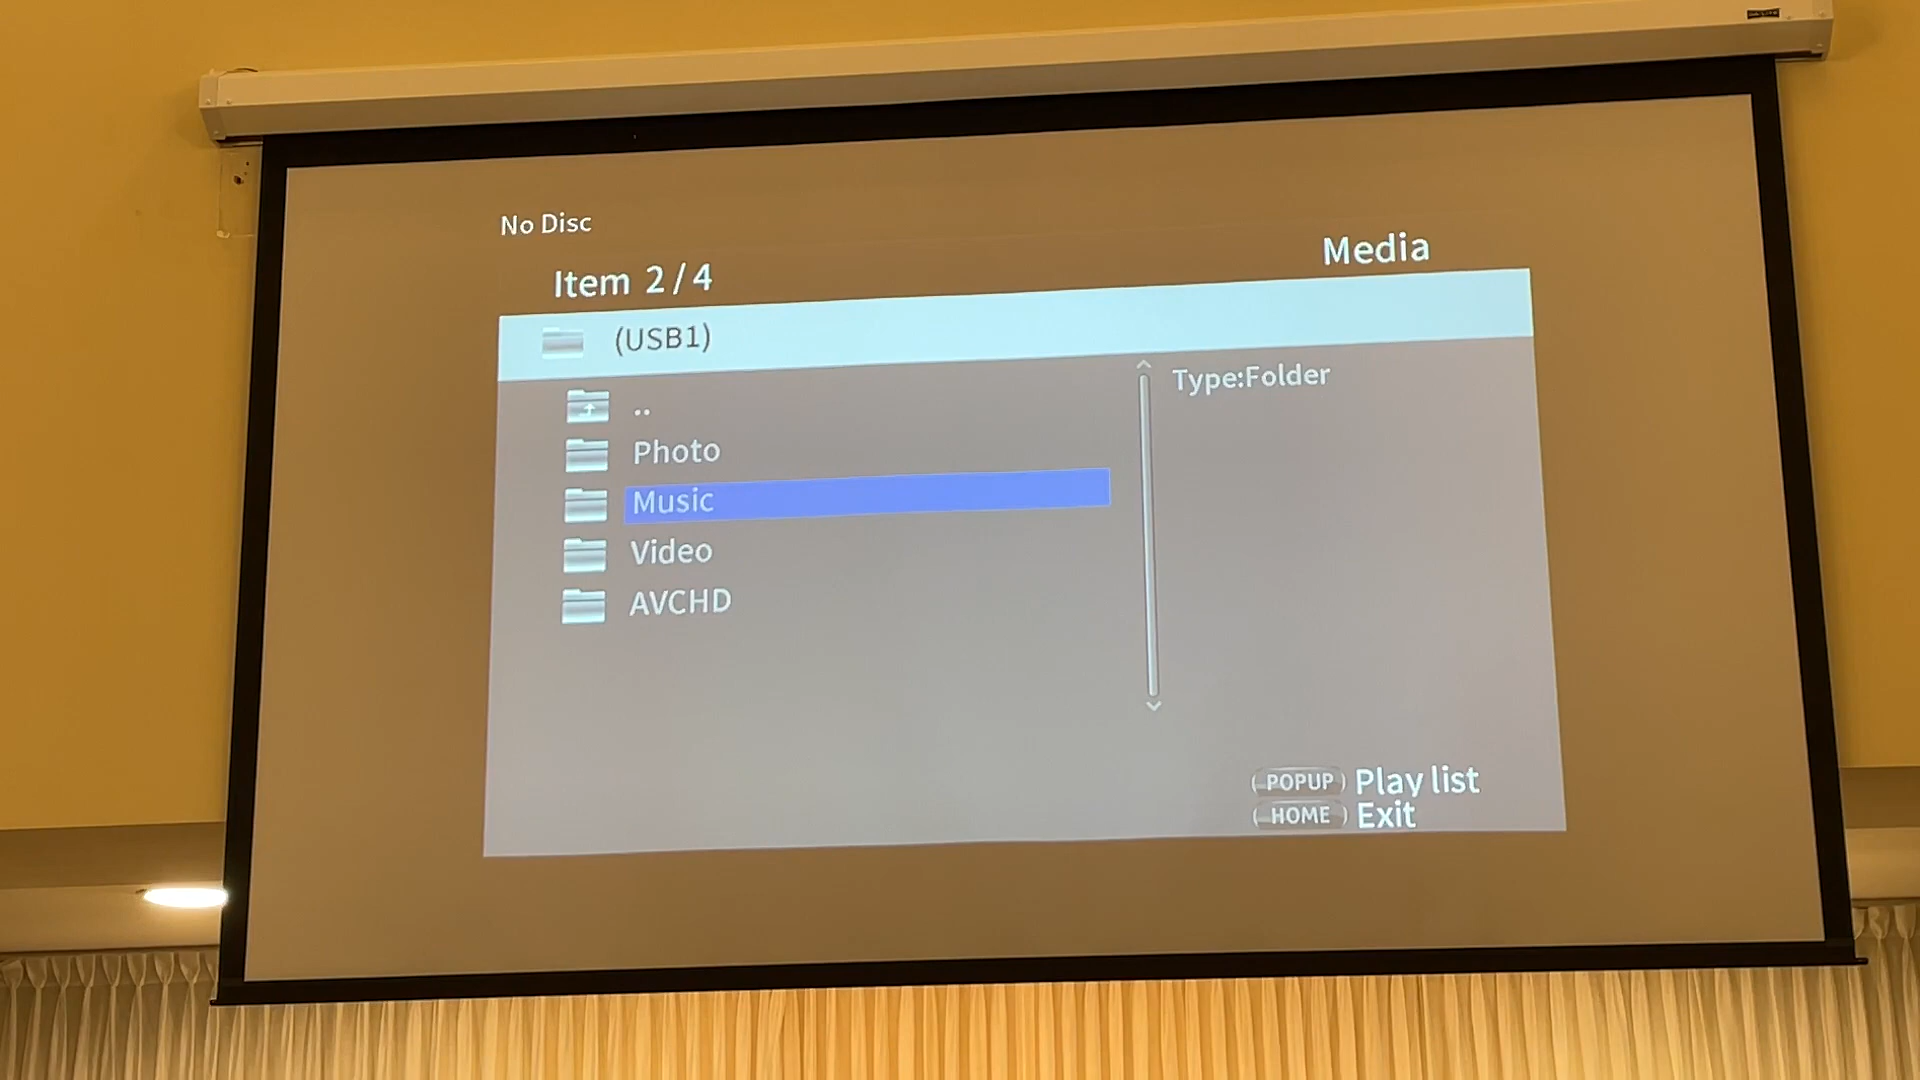 No Disc
Item 2/4
Media
(USB1)
..
Photo
Music
Video
AVCHD
Type:Folder
POPUP Play list
HOME Exit